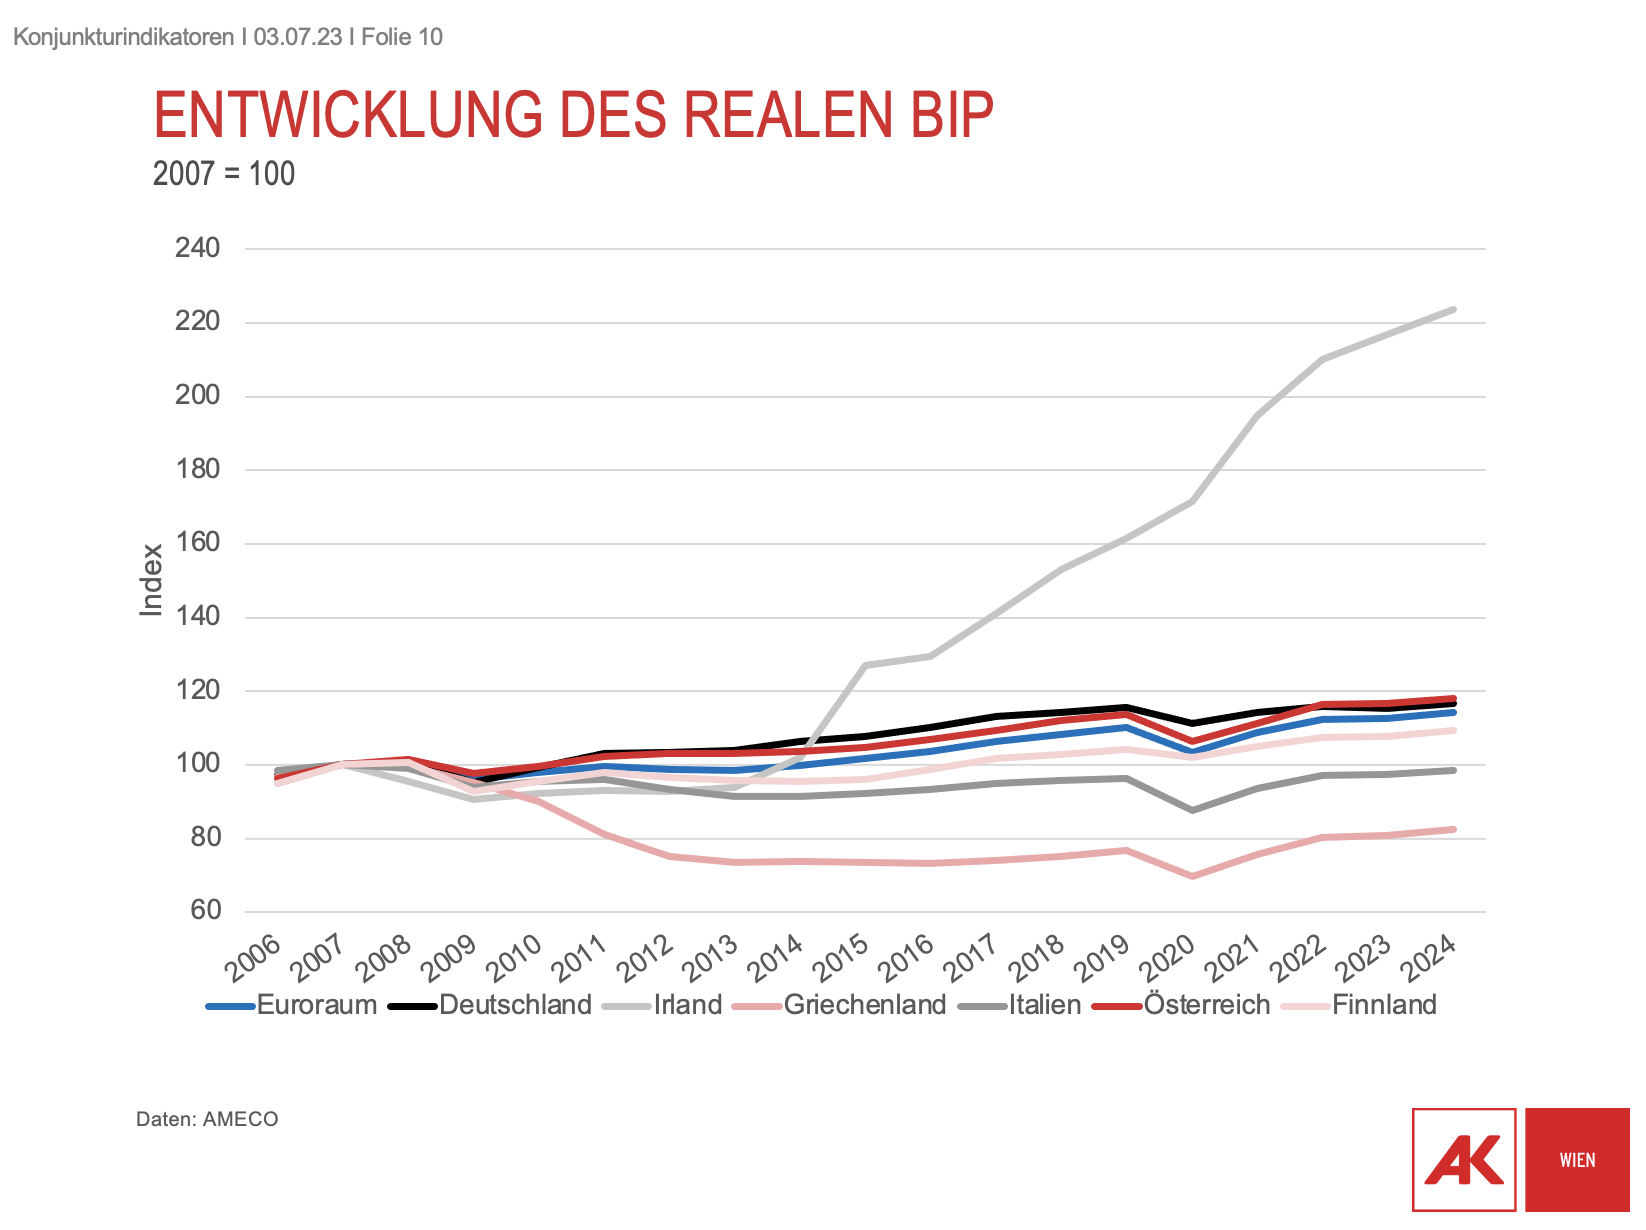 Konjunkturindikatoren I 03.07.23 I Folie 10
ENTWICKLUNG DES REALEN BIP
2007 = 100
240
220
200
180
160
140
120
100
80
60
Index
2006 2007 2008 2009 2010 2011 2012 2013 2014 2015 2016 2017 2018 2019 2020 2021 2022 2023 2024
Euroraum Deutschland Irland Griechenland Italien Österreich Finnland
Daten: AMECO
AK WIEN